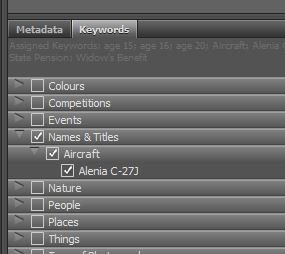 Metadata Keywords
Assigned Keywords: age 15; age 16; age 20; Aircraft; Alenia C
State Pension; Widow's Benefit
Colours
Competitions
Events
Names & Titles
Aircraft
Alenia C-27J
Nature
People
Places
Things